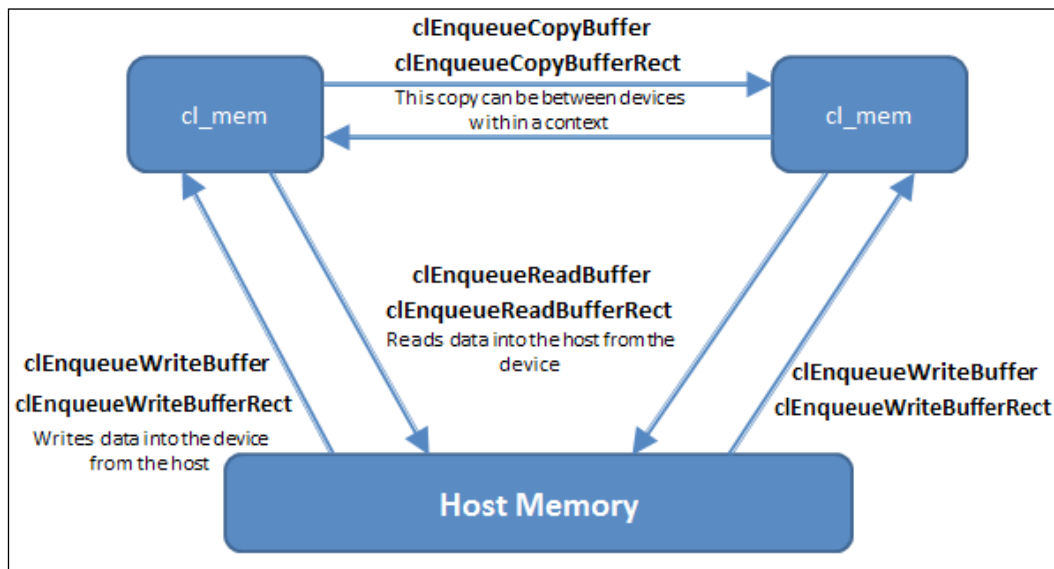 clEnqueueCopyBuffer
clEnqueueCopyBufferRect
This copy can be between devices
within a context
cl_mem
cl_mem
clEnqueueReadBuffer
clEnqueueReadBufferRect
Reads data into the host from the
device
clEnqueueWriteBuffer
clEnqueueWriteBufferRect
Writes data into the device
from the host
clEnqueueWriteBuffer
clEnqueueWriteBufferRect
Host Memory